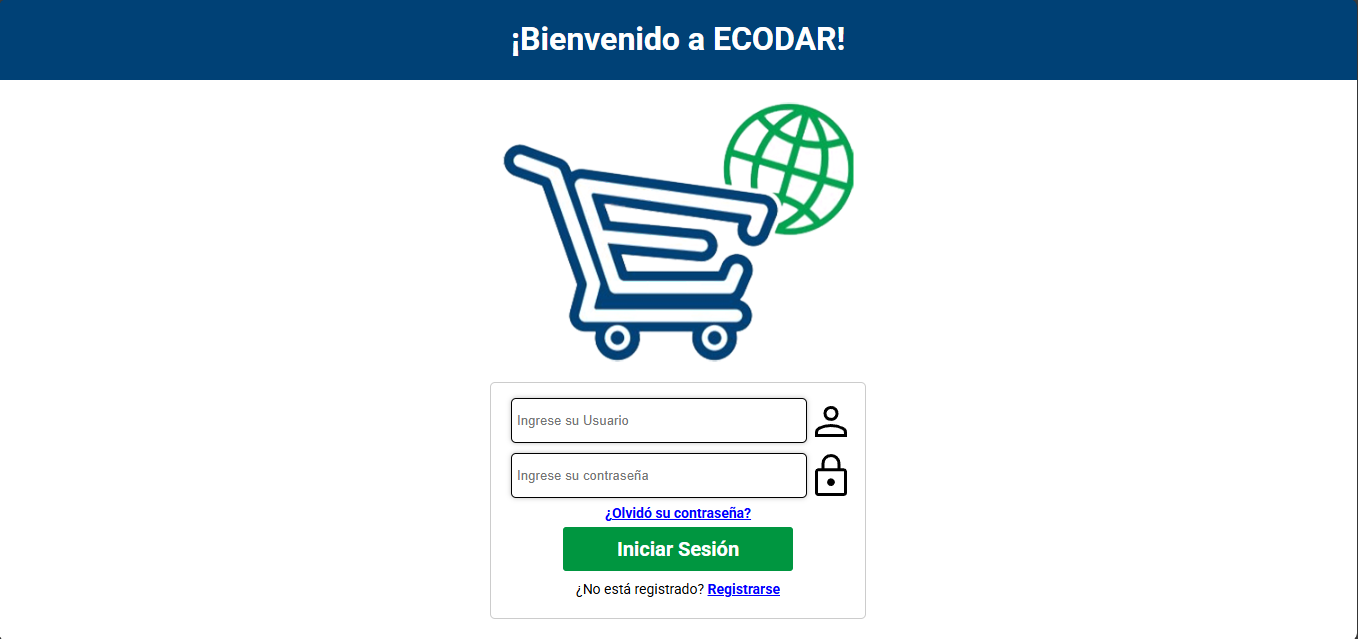 ¡Bienvenido a ECODAR!
Ingrese su Usuario
Ingrese su contraseña
¿Olvidó su contraseña?
Iniciar Sesión
¿No está registrado? Registrarse